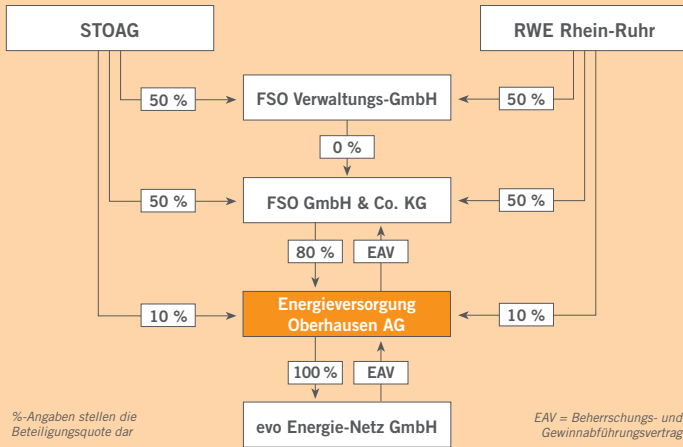 STOAG
RWE Rhein-Ruhr
50 %
FSO Verwaltungs-GmbH
50 %
0 %
50 %
FSO GmbH & Co. KG
50 %
80 %
EAV
10 %
Energieversorgung
Oberhausen AG
10 %
100 %
EAV
evo Energie-Netz GmbH
%-Angaben stellen die
Beteiligungsquote dar
EAV = Beherrschungs- und
Gewinnabführungsvertrag